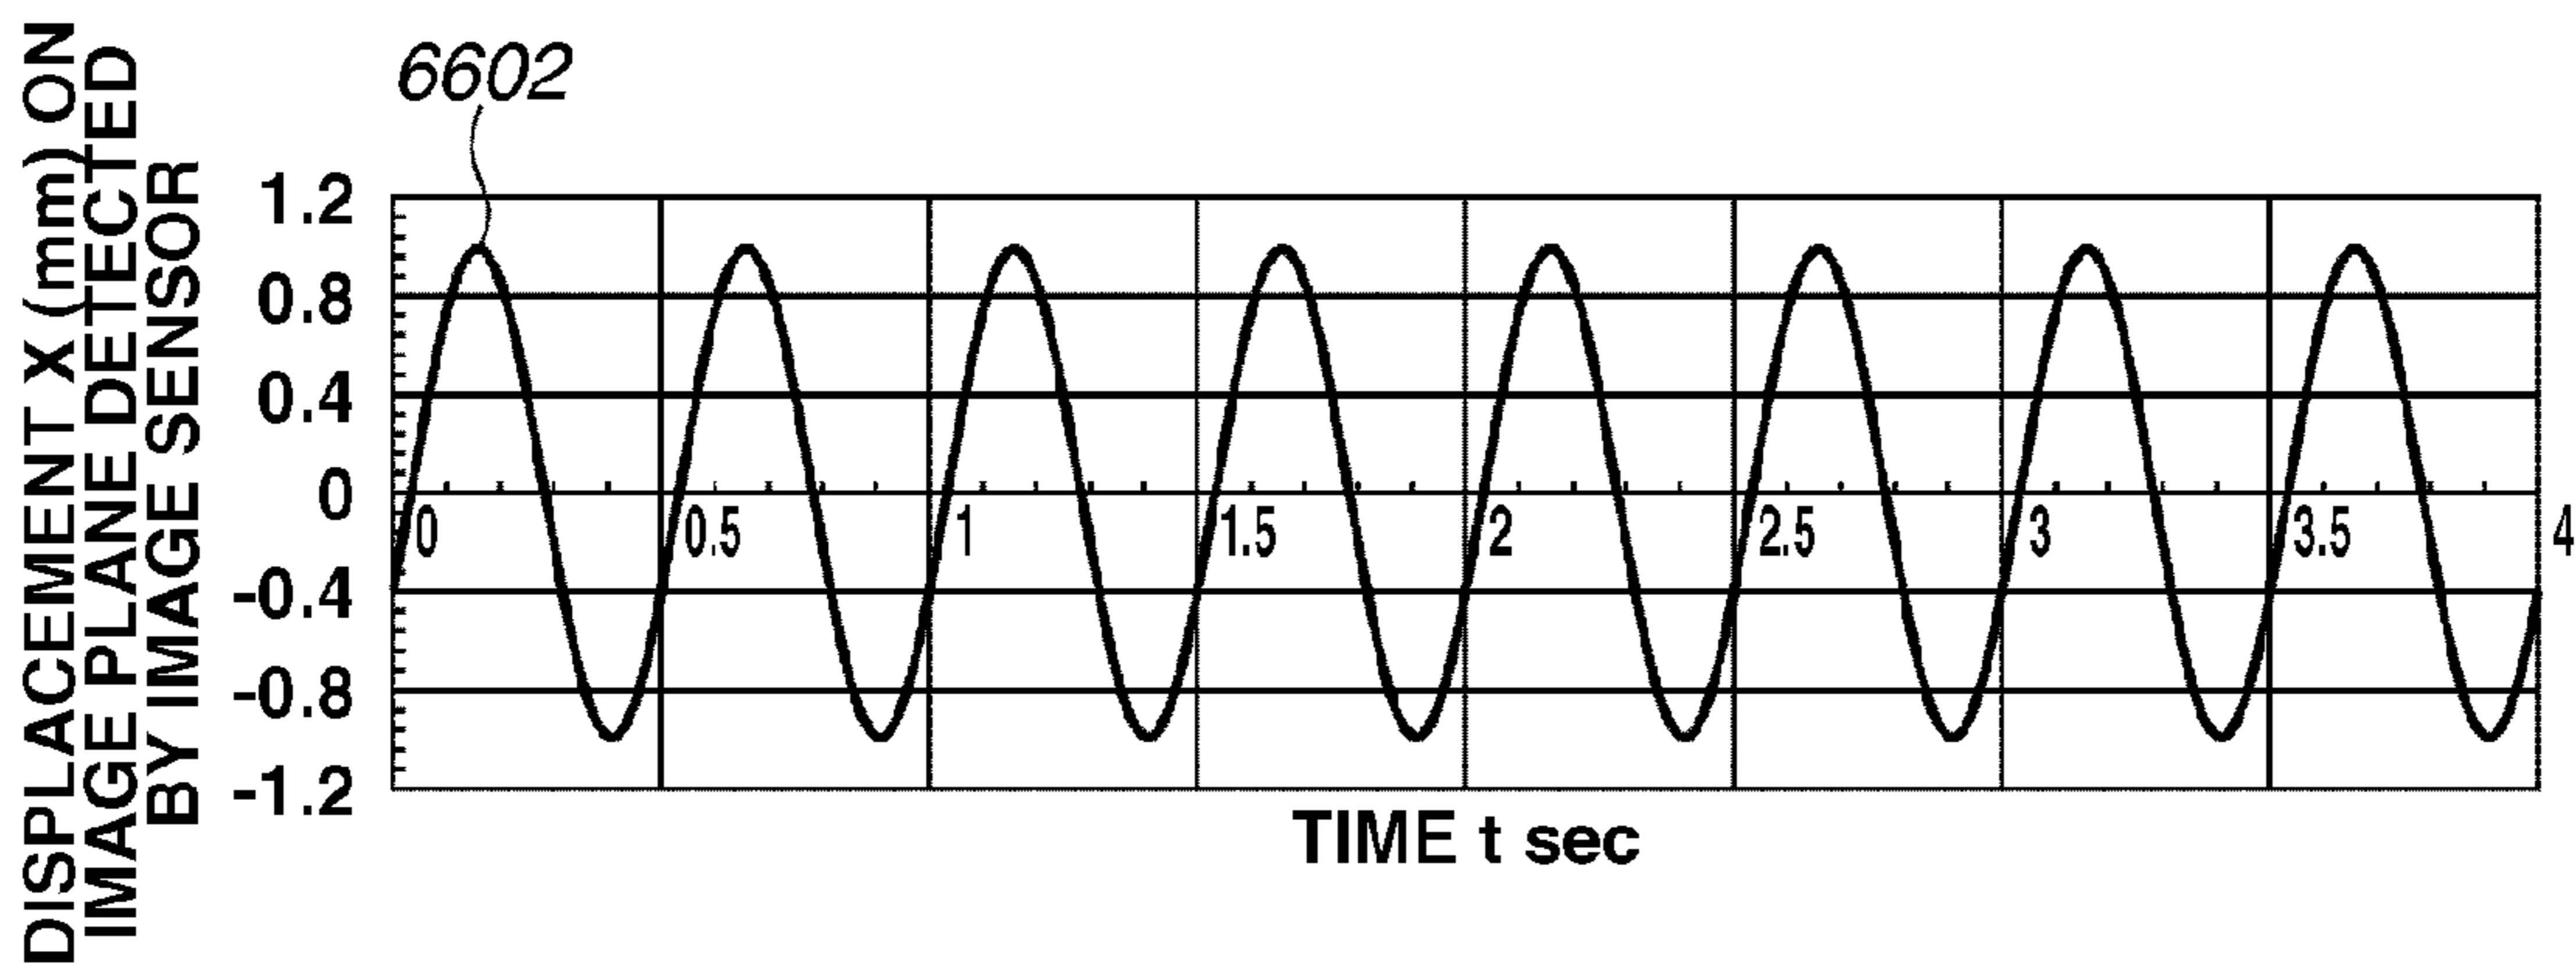 DISPLACEMENT X (mm) ON
IMAGE PLANE DETECTED
BY IMAGE SENSOR
6602
1.2
0.8
0.4
0
-0.4
-0.8
-1.2
0 0.5 1 1.5 2 2.5 3 3.5 4
TIME t sec